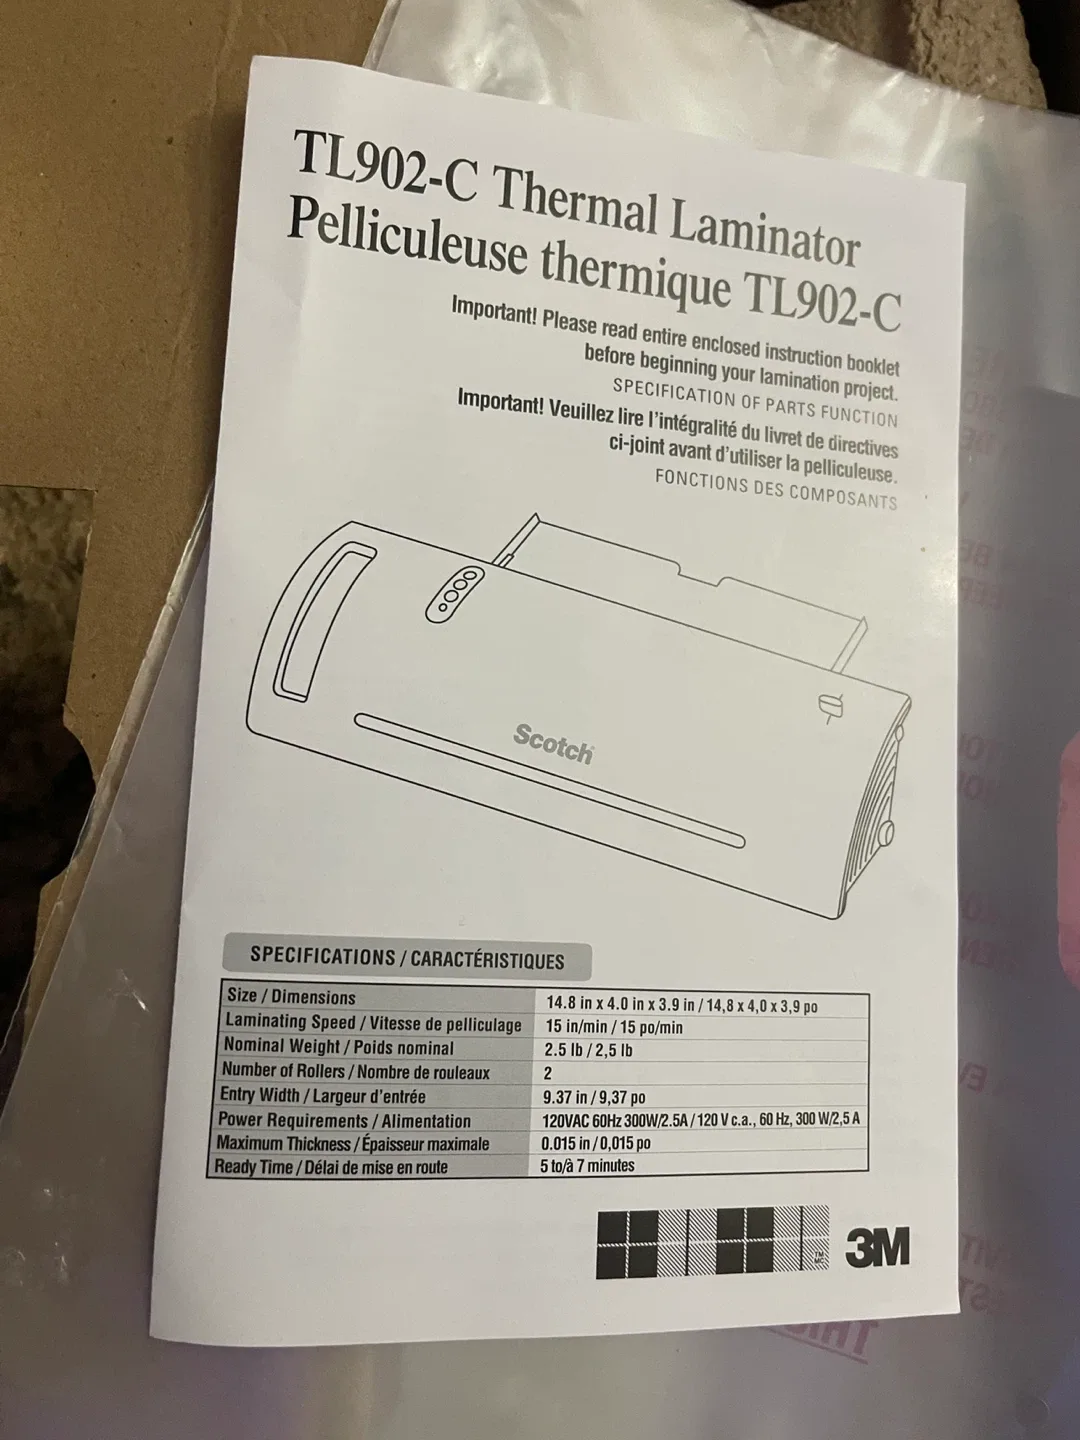 TL902-C Thermal Laminator
Pelliculeuse thermique TL902-C
Important! Please read entire enclosed instruction booklet
before beginning your lamination project.
SPECIFICATION OF PARTS FUNCTION
Important! Veuillez lire l'intégralité du livret de directives
ci-joint avant d'utiliser la pelliculeuse.
FONCTIONS DES COMPOSANTS
Scotch
SPECIFICATIONS / CARACTÉRISTIQUES
Size / Dimensions 14.8 in x 4.0 in x 3.9 in / 14,8 x 4,0 x 3,9 po
Laminating Speed / Vitesse de pelliculage 15 in/min / 15 po/min
Nominal Weight / Poids nominal 2.5 lb / 2,5 lb
Number of Rollers / Nombre de rouleaux 2
Entry Width / Largeur d'entrée 9.37 in / 9,37 po
Power Requirements / Alimentation 120VAC 60Hz 300W/2.5A / 120 V c.a., 60 Hz, 300 W/2,5 A
Maximum Thickness / Épaisseur maximale 0.015 in / 0,015 po
Ready Time / Délai de mise en route 5 to/à 7 minutes
TM
MC
3M